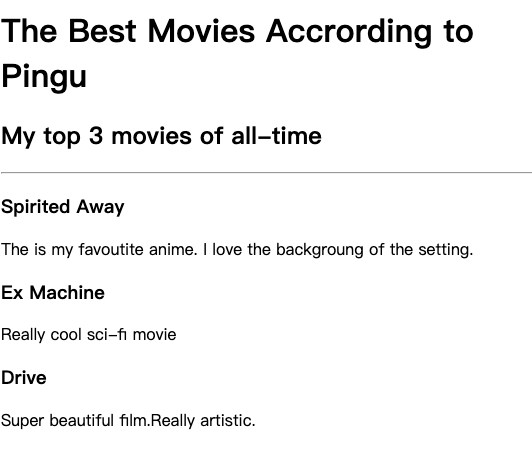 The Best Movies Accrording to
Pingu
My top 3 movies of all-time
Spirited Away
The is my favoutite anime. I love the backgroung of the setting.
Ex Machine
Really cool sci-fi movie
Drive
Super beautiful film.Really artistic.